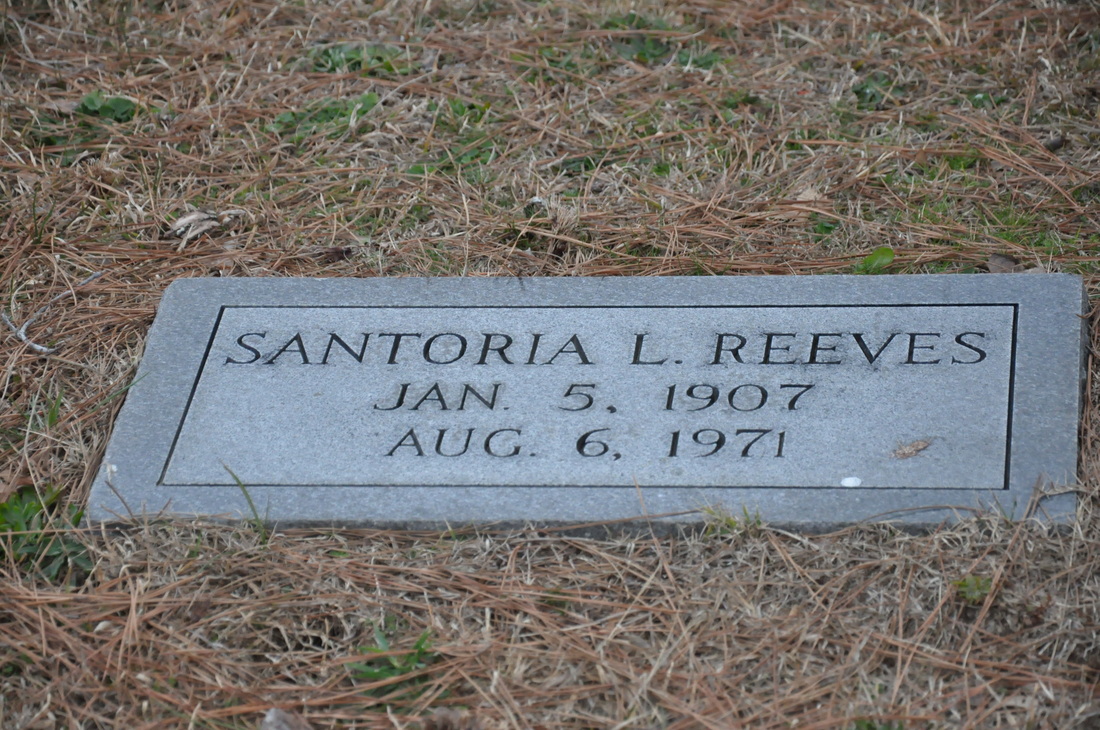 SANTORIA L. REEVES
JAN. 5, 1907
AUG. 6, 1971